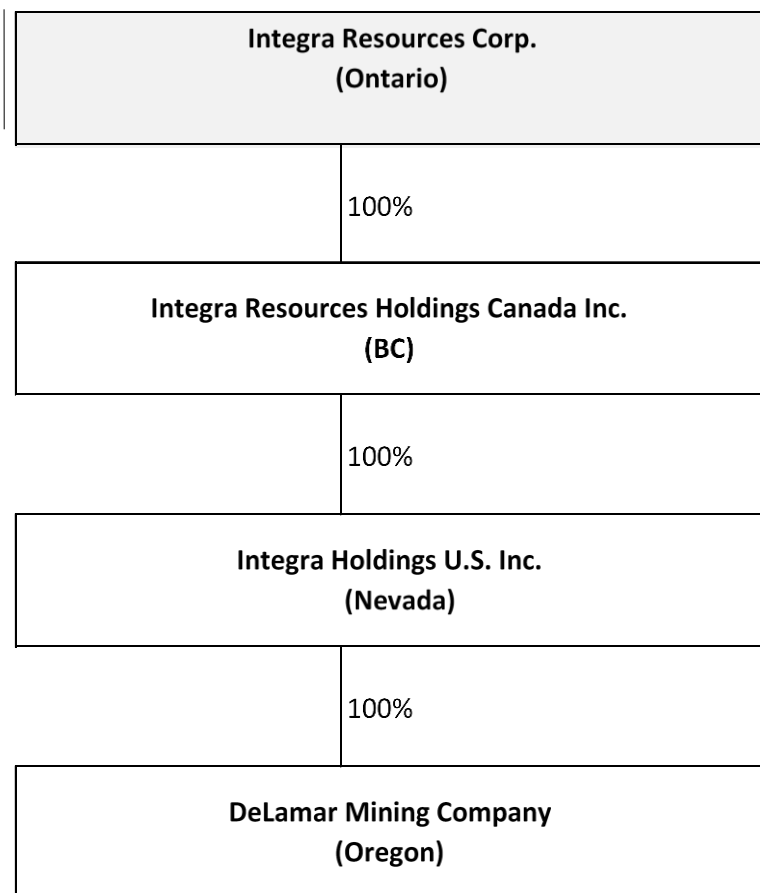 Integra Resources Corp.
(Ontario)
100%
Integra Resources Holdings Canada Inc.
(BC)
100%
Integra Holdings U.S. Inc.
(Nevada)
100%
DeLamar Mining Company
(Oregon)